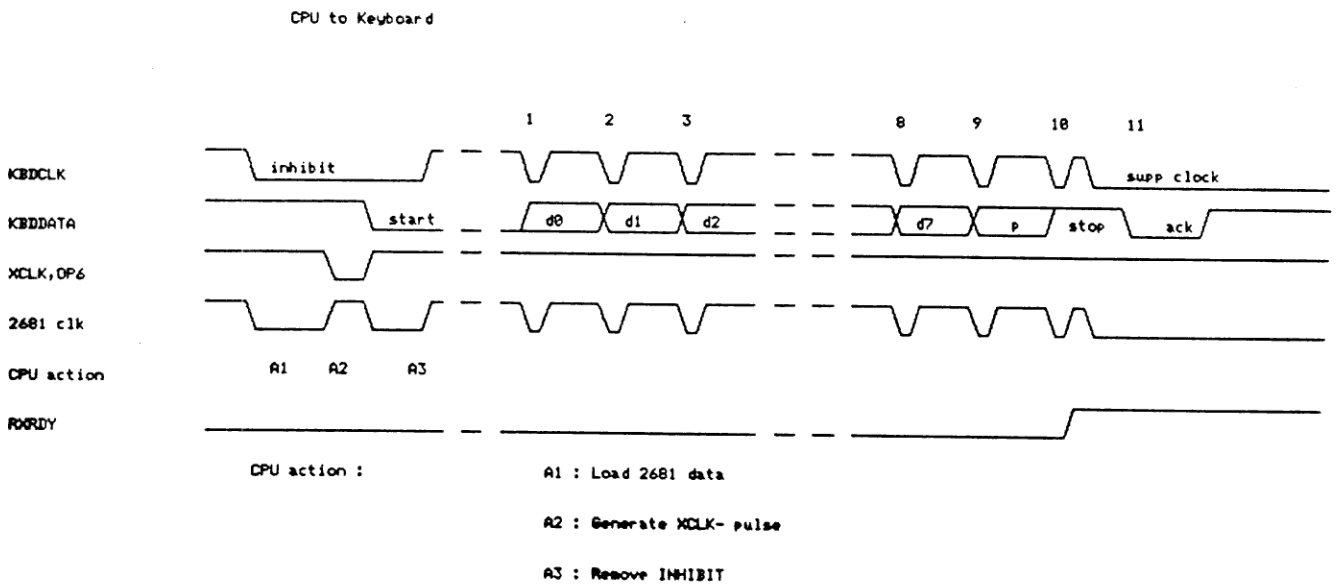 CPU to Keyboard
1 2 3 8 9 10 11
KBDCLK inhibit supp clock
KBDDATA start d0 d1 d2 d7 p stop ack
XCLK,OP6
2681 clk
CPU action A1 A2 A3
RXRDY
CPU action : A1 : Load 2681 data
A2 : Generate XCLK- pulse
A3 : Remove INHIBIT